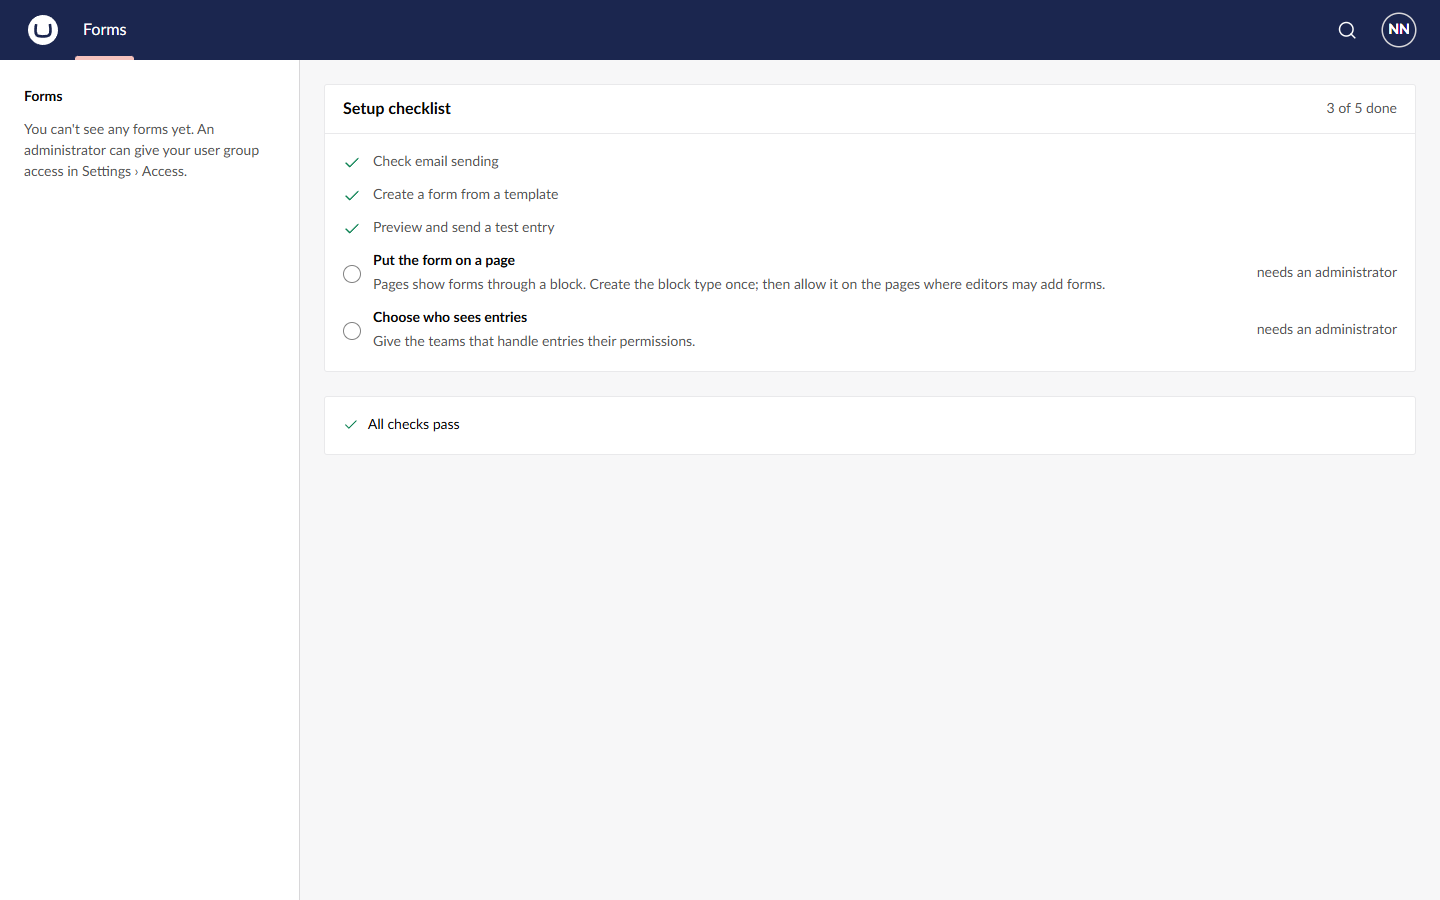 Forms
NN
Forms
You can't see any forms yet. An
administrator can give your user group
access in Settings › Access.
Setup checklist
3 of 5 done
Check email sending
Create a form from a template
Preview and send a test entry
Put the form on a page
Pages show forms through a block. Create the block type once; then allow it on the pages where editors may add forms.
needs an administrator
Choose who sees entries
Give the teams that handle entries their permissions.
needs an administrator
All checks pass